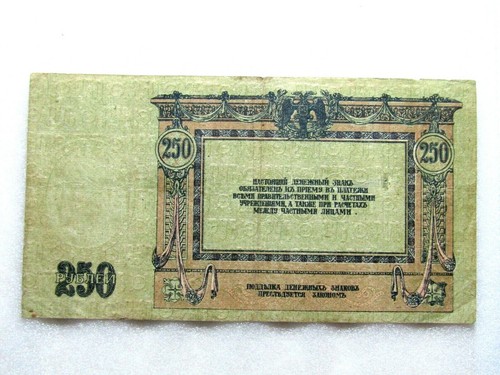 250
250
НАСТОЯЩІЙ ДЕНЕЖНЫЙ ЗНАКЪ
ОБЯЗАТЕЛЕНЪ КЪ ПРІЕМУ ВЪ ПЛАТЕЖИ
ВСѢМИ ПРАВИТЕЛЬСТВЕННЫМИ И ЧАСТНЫМИ
УЧРЕЖДЕНІЯМИ, А ТАКЖЕ ПРИ РАСЧЕТАХЪ
МЕЖДУ ЧАСТНЫМИ ЛИЦАМИ.
250
РУБЛЕЙ
ПОДДѢЛКА ДЕНЕЖНЫХЪ ЗНАКОВЪ
ПРЕСЛѢДУЕТСЯ ЗАКОНОМЪ